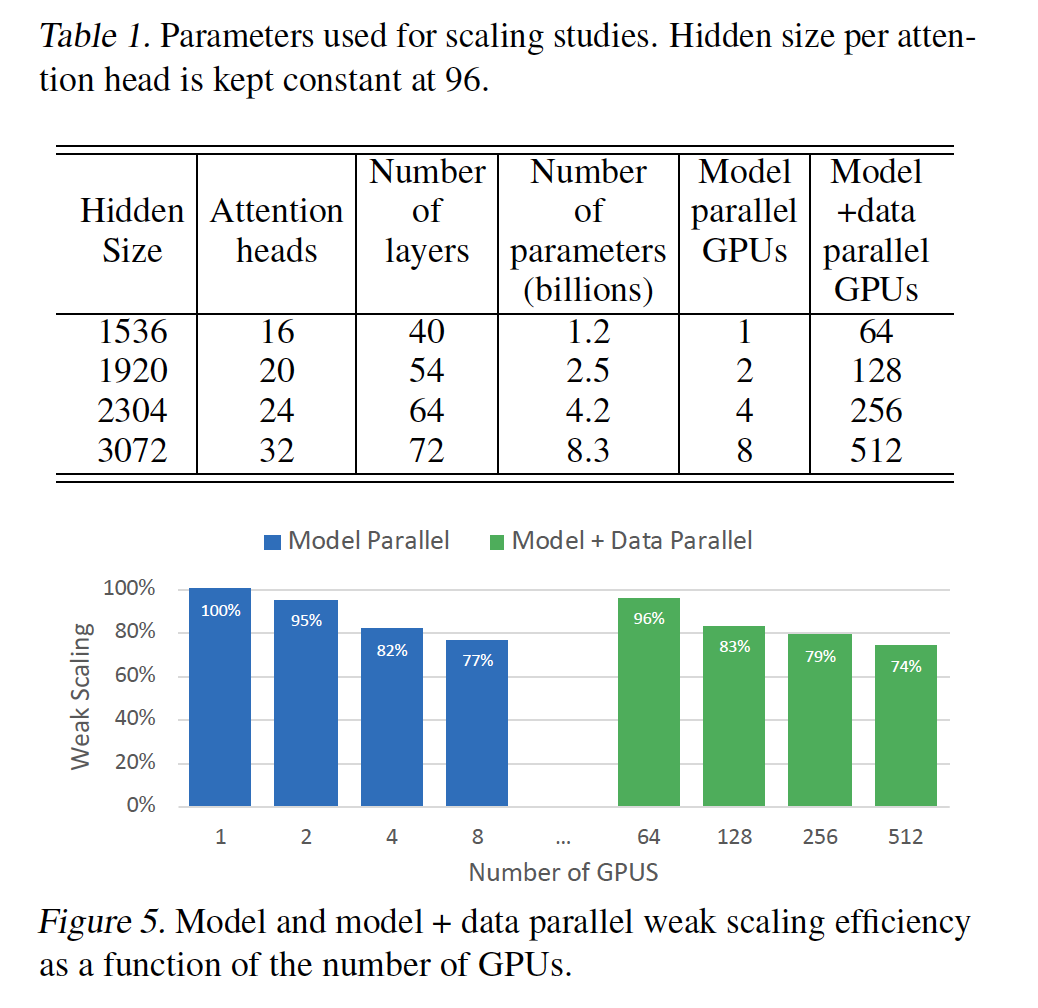 Table 1. Parameters used for scaling studies. Hidden size per atten-
tion head is kept constant at 96.
Hidden Size Attention heads Number of layers Number of parameters (billions) Model parallel GPUs Model +data parallel GPUs
1536 16 40 1.2 1 64
1920 20 54 2.5 2 128
2304 24 64 4.2 4 256
3072 32 72 8.3 8 512
Model Parallel Model + Data Parallel
Weak Scaling
100%
80%
60%
40%
20%
0%
100% 95% 82% 77% 96% 83% 79% 74%
1 2 4 8 ... 64 128 256 512
Number of GPUS
Figure 5. Model and model + data parallel weak scaling efficiency
as a function of the number of GPUs.